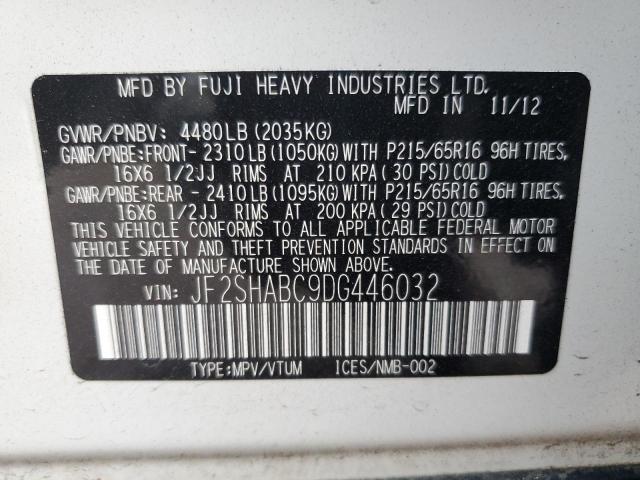 MFD BY FUJI HEAVY INDUSTRIES LTD.
MFD IN 11/12
GVWR/PNBV: 4480LB (2035KG)
GAWR/PNBE:FRONT- 2310LB (1050KG)WITH P215/65R16 96H TIRES,
16X6 1/2JJ RIMS AT 210 KPA ( 30 PSI)COLD
GAWR/PNBE:REAR - 2410LB (1095KG)WITH P215/65R16 96H TIRES,
16X6 1/2JJ RIMS AT 200 KPA (29 PSI)COLD
THIS VEHICLE CONFORMS TO ALL APPLICABLE FEDERAL MOTOR
VEHICLE SAFETY AND THEFT PREVENTION STANDARDS IN EFFECT ON
THE DATE OF MANUFACTURE SHOWN ABOVE.
VIN: JF2SHABC9DG446032
TYPE:MPV/VTUM ICES/NMB-002